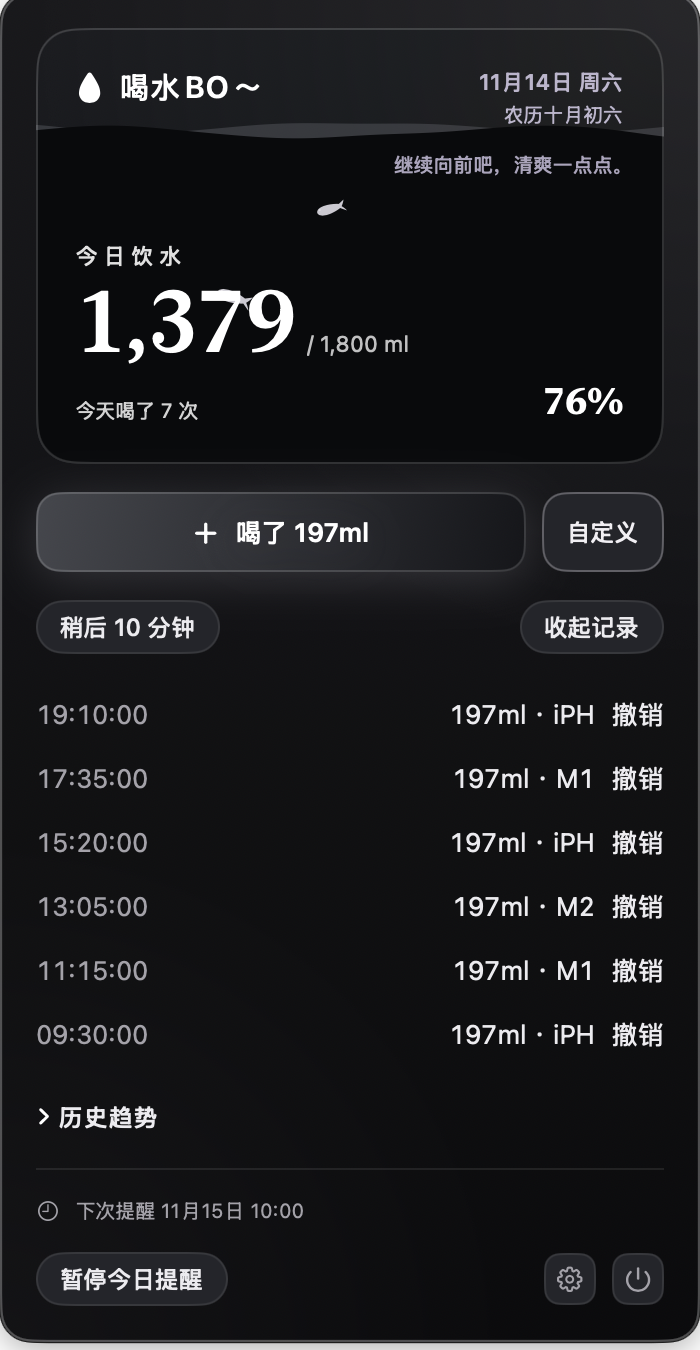 喝水 BO～
11月14日 周六
农历十月初六
继续向前吧，清爽一点点。
今日饮水
1,379 / 1,800 ml
今天喝了 7 次
76%
＋ 喝了 197ml
自定义
稍后 10 分钟
收起记录
19:10:00 197ml · iPH 撤销
17:35:00 197ml · M1 撤销
15:20:00 197ml · iPH 撤销
13:05:00 197ml · M2 撤销
11:15:00 197ml · M1 撤销
09:30:00 197ml · iPH 撤销
历史趋势
下次提醒 11月15日 10:00
暂停今日提醒